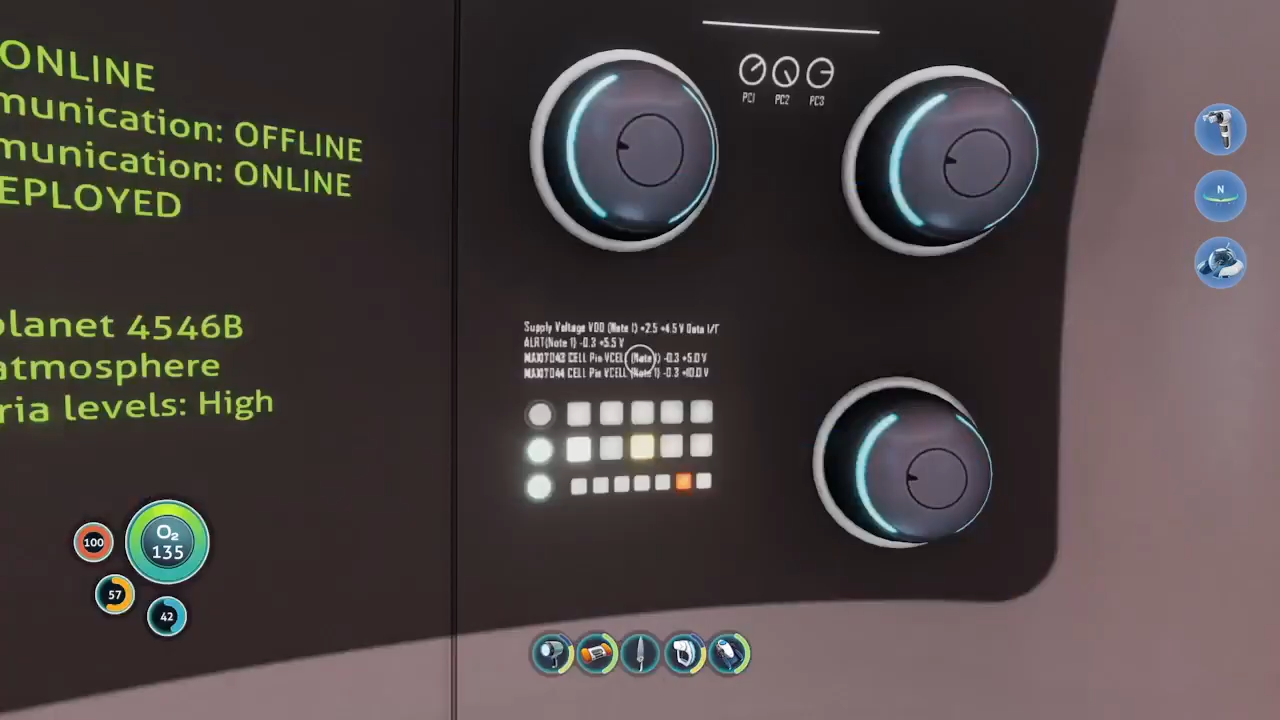 ONLINE
munication: OFFLINE
munication: ONLINE
EPLOYED
planet 4546B
atmosphere
ria levels: High
PC1 PC2 PC3
Supply Voltage VDD (Note 1) +2.5 +4.5 V Data I/T
ALRT(Note 1) -0.3 +5.5 V
MAX17043 CELL Pin VCELL (Note 1) -0.3 +5.0 V
MAX17044 CELL Pin VCELL (Note 1) -0.3 +10.0 V
N
100
O₂
135
57
42